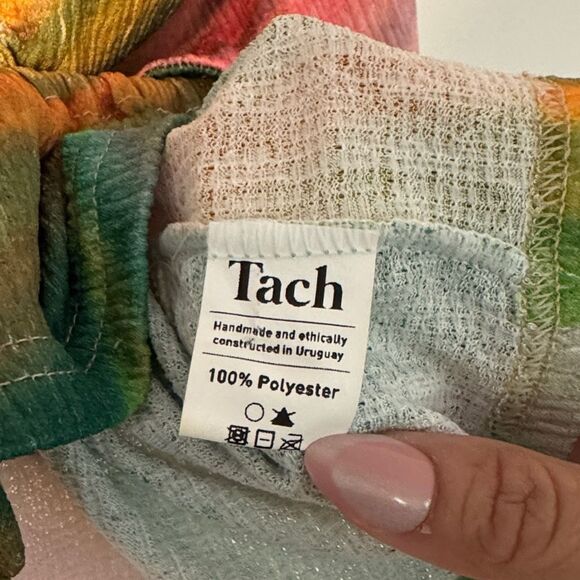 Tach
Handmade and ethically
constructed in Uruguay
100% Polyester